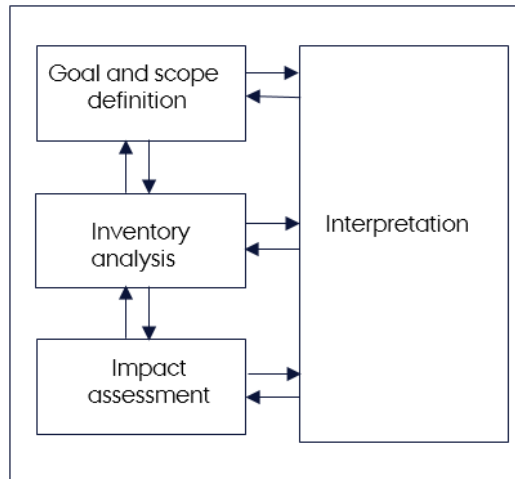 Goal and scope
definition
Inventory
analysis
Interpretation
Impact
assessment